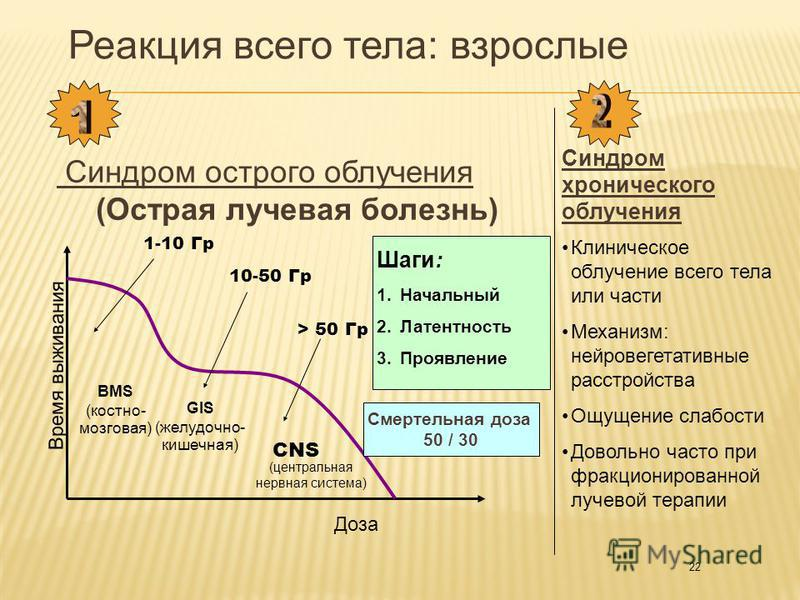 Реакция всего тела: взрослые
1
2
Синдром острого облучения
(Острая лучевая болезнь)
1-10 Гр
10-50 Гр
> 50 Гр
Время выживания
BMS
(костно-
мозговая)
GIS
(желудочно-
кишечная)
CNS
(центральная
нервная система)
Доза
Шаги:
1. Начальный
2. Латентность
3. Проявление
Смертельная доза
50 / 30
Синдром
хронического
облучения
•Клиническое
облучение всего тела
или части
•Механизм:
нейровегетативные
расстройства
•Ощущение слабости
•Довольно часто при
фракционированной
лучевой терапии
MyShared
22